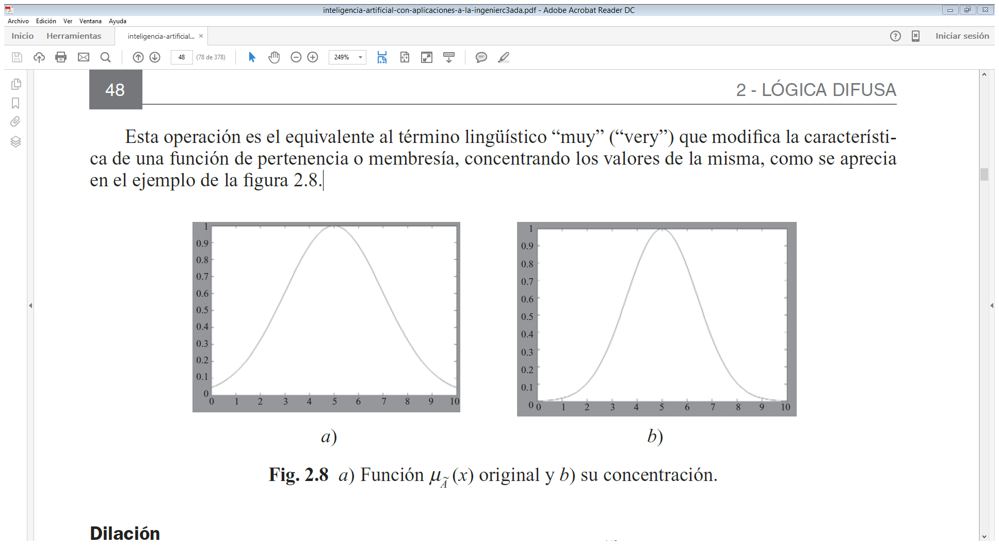 inteligencia-artificial-con-aplicaciones-a-la-ingenierc3ada.pdf - Adobe Acrobat Reader DC
Archivo Edición Ver Ventana Ayuda
Inicio Herramientas inteligencia-artificial... × Iniciar sesión
48 (78 de 378) 249%
48 2 - LÓGICA DIFUSA
Esta operación es el equivalente al término lingüístico “muy” (“very”) que modifica la característi-
ca de una función de pertenencia o membresía, concentrando los valores de la misma, como se aprecia
en el ejemplo de la figura 2.8.
1
0.9
0.8
0.7
0.6
0.5
0.4
0.3
0.2
0.1
0
0 1 2 3 4 5 6 7 8 9 10
a)
1
0.9
0.8
0.7
0.6
0.5
0.4
0.3
0.2
0.1
0
0 1 2 3 4 5 6 7 8 9 10
b)
Fig. 2.8 a) Función μÃ(x) original y b) su concentración.
Dilación